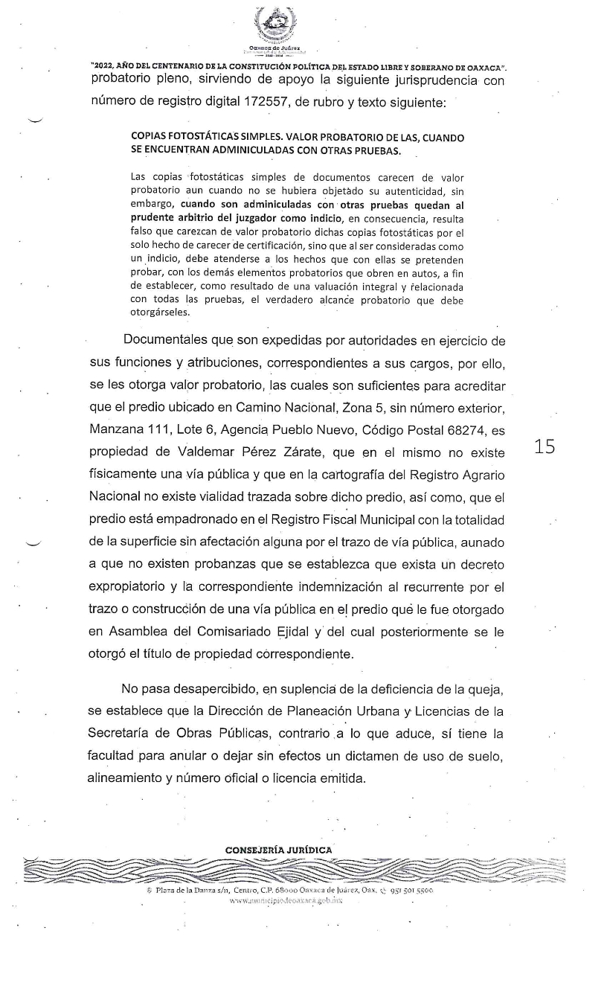 Oaxaca de Juárez
"2022, AÑO DEL CENTENARIO DE LA CONSTITUCIÓN POLÍTICA DEL ESTADO LIBRE Y SOBERANO DE OAXACA".
probatorio pleno, sirviendo de apoyo la siguiente jurisprudencia con
número de registro digital 172557, de rubro y texto siguiente:
COPIAS FOTOSTÁTICAS SIMPLES. VALOR PROBATORIO DE LAS, CUANDO
SE ENCUENTRAN ADMINICULADAS CON OTRAS PRUEBAS.
Las copias fotostáticas simples de documentos carecen de valor
probatorio aun cuando no se hubiera objetado su autenticidad, sin
embargo, cuando son adminiculadas con otras pruebas quedan al
prudente arbitrio del juzgador como indicio, en consecuencia, resulta
falso que carezcan de valor probatorio dichas copias fotostáticas por el
solo hecho de carecer de certificación, sino que al ser consideradas como
un indicio, debe atenderse a los hechos que con ellas se pretenden
probar, con los demás elementos probatorios que obren en autos, a fin
de establecer, como resultado de una valuación integral y relacionada
con todas las pruebas, el verdadero alcance probatorio que debe
otorgárseles.
Documentales que son expedidas por autoridades en ejercicio de
sus funciones y atribuciones, correspondientes a sus cargos, por ello,
se les otorga valor probatorio, las cuales son suficientes para acreditar
que el predio ubicado en Camino Nacional, Zona 5, sin número exterior,
Manzana 111, Lote 6, Agencia Pueblo Nuevo, Código Postal 68274, es
propiedad de Valdemar Pérez Zárate, que en el mismo no existe
físicamente una vía pública y que en la cartografía del Registro Agrario
Nacional no existe vialidad trazada sobre dicho predio, así como, que el
predio está empadronado en el Registro Fiscal Municipal con la totalidad
de la superficie sin afectación alguna por el trazo de vía pública, aunado
a que no existen probanzas que se establezca que exista un decreto
expropiatorio y la correspondiente indemnización al recurrente por el
trazo o construcción de una vía pública en el predio que le fue otorgado
en Asamblea del Comisariado Ejidal y del cual posteriormente se le
otorgó el título de propiedad correspondiente.
15
No pasa desapercibido, en suplencia de la deficiencia de la queja,
se establece que la Dirección de Planeación Urbana y Licencias de la
Secretaría de Obras Públicas, contrario a lo que aduce, sí tiene la
facultad para anular o dejar sin efectos un dictamen de uso de suelo,
alineamiento y número oficial o licencia emitida.
CONSEJERÍA JURÍDICA
Plaza de la Danza s/n, Centro, C.P. 68000 Oaxaca de Juárez, Oax. 951 501 5500
www.municipiodeoaxaca.gob.mx